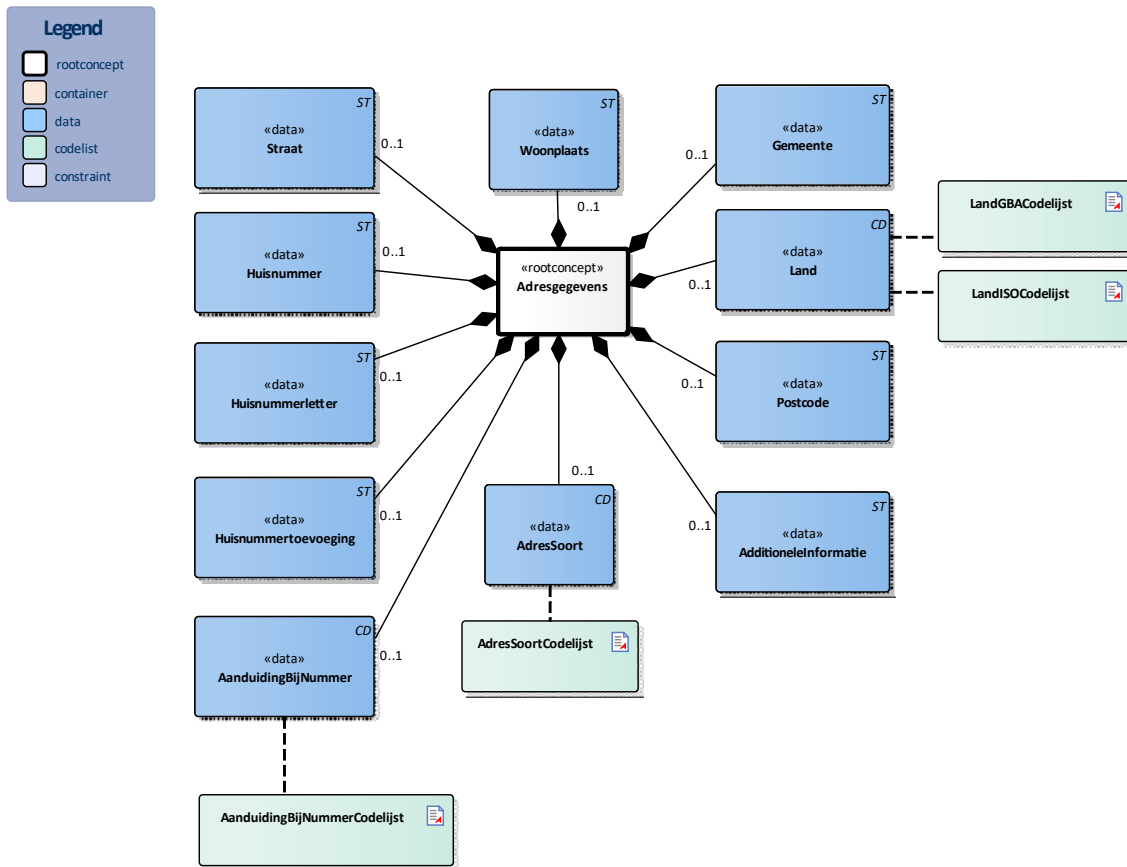 Legend
rootconcept
container
data
codelist
constraint
ST
«data»
Straat
0..1
ST
«data»
Woonplaats
0..1
ST
«data»
Gemeente
0..1
ST
«data»
Huisnummer
0..1
«rootconcept»
Adresgegevens
CD
«data»
Land
0..1
LandGBACodelijst
LandISOCodelijst
ST
«data»
Huisnummerletter
0..1
ST
«data»
Postcode
0..1
ST
«data»
Huisnummertoevoeging
0..1
CD
«data»
AdresSoort
0..1
ST
«data»
AdditioneleInformatie
0..1
CD
«data»
AanduidingBijNummer
0..1
AdresSoortCodelijst
AanduidingBijNummerCodelijst